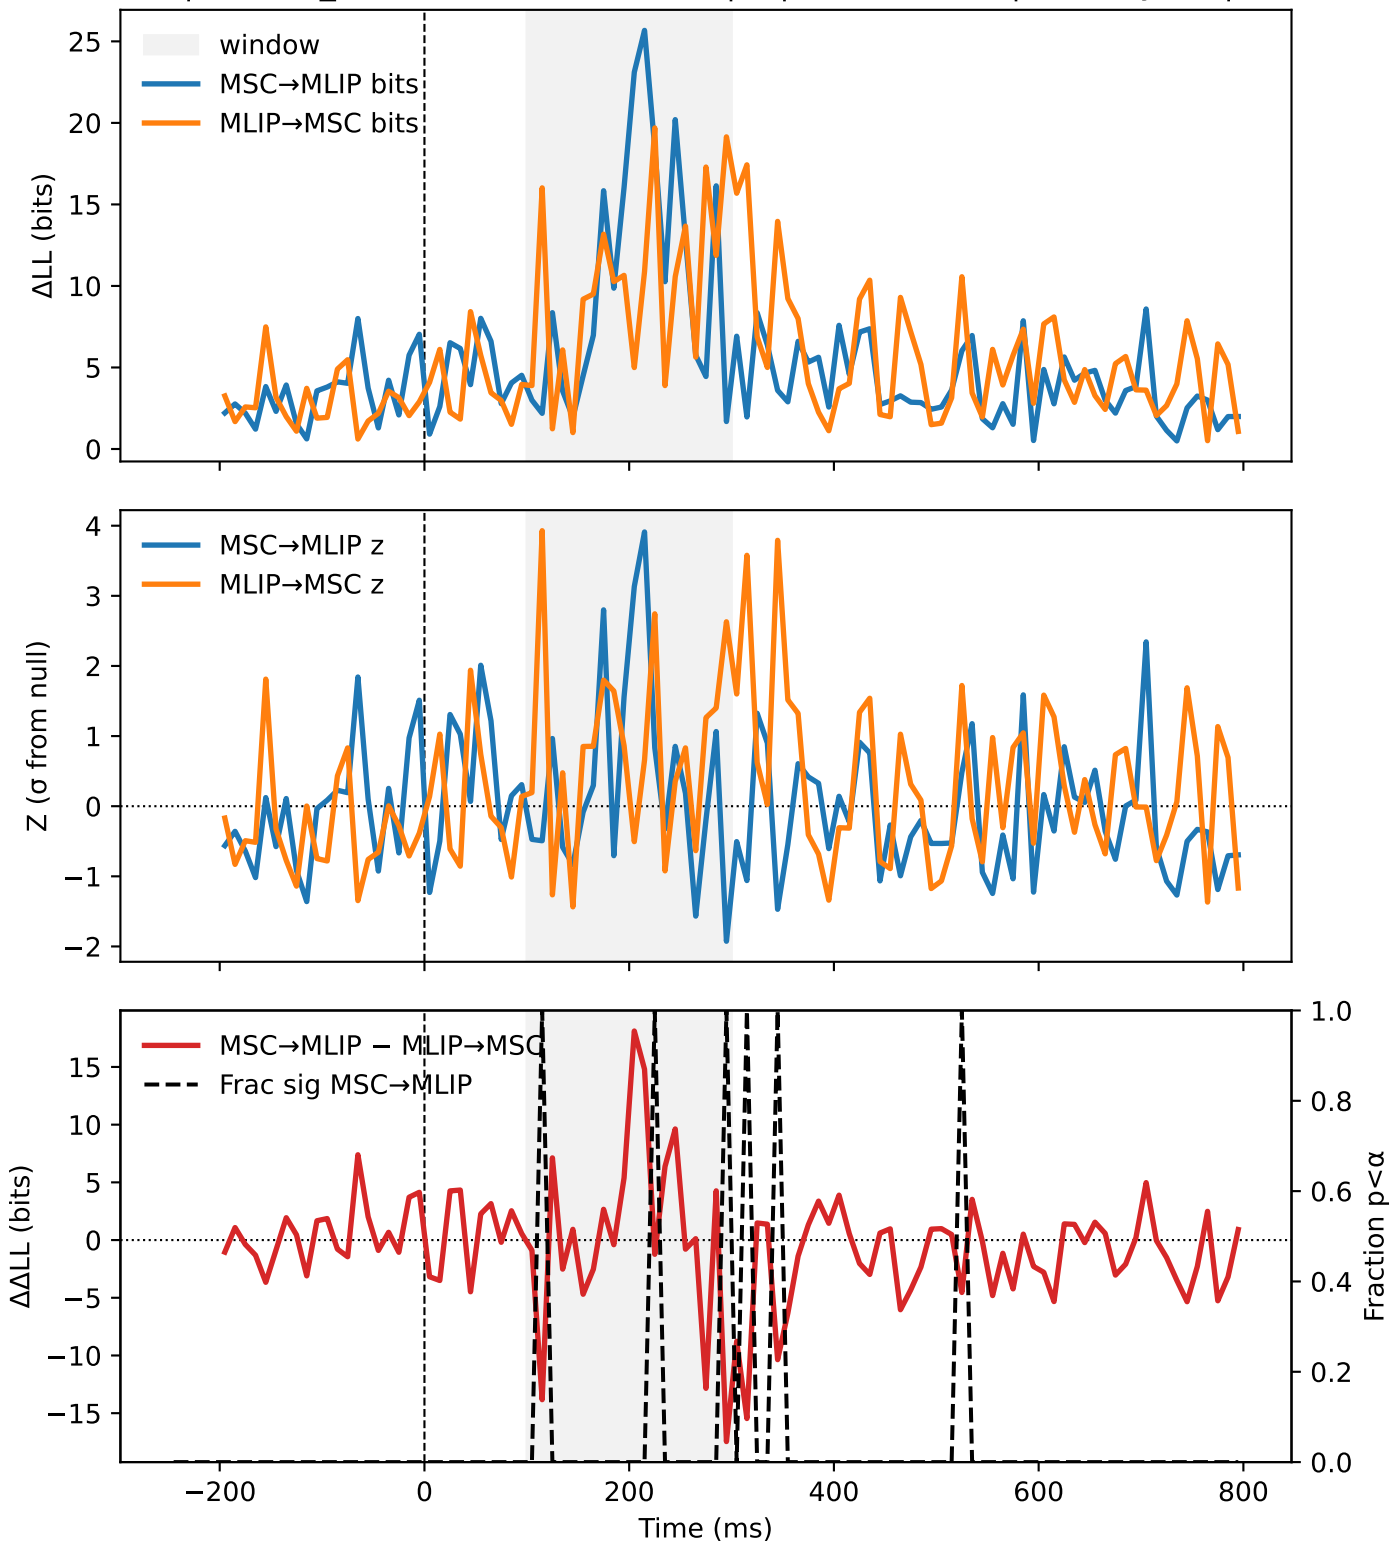 window
MSC→MLIP bits
MLIP→MSC bits
ΔLL (bits)
25
20
15
10
5
0
MSC→MLIP z
MLIP→MSC z
Z (σ from null)
4
3
2
1
0
−1
−2
MSC→MLIP − MLIP→MSC
Frac sig MSC→MLIP
ΔΔLL (bits)
15
10
5
0
−5
−10
−15
1.0
0.8
0.6
0.4
0.2
0.0
Fraction p<α
−200 0 200 400 600 800
Time (ms)